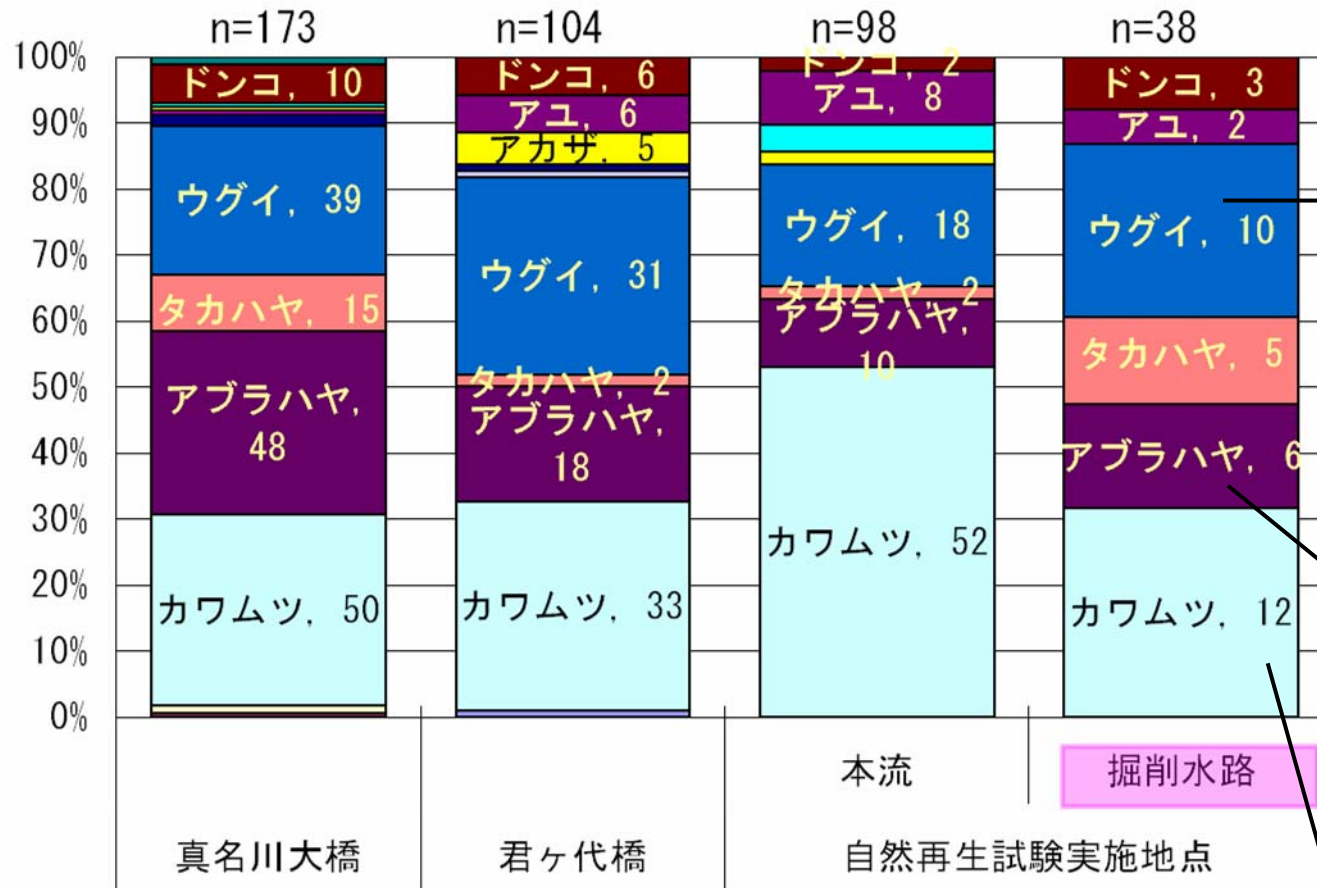 n=173
n=104
n=98
n=38
100%
90%
80%
70%
60%
50%
40%
30%
20%
10%
0%
ドンコ, 10
ウグイ, 39
タカハヤ, 15
アブラハヤ,
48
カワムツ, 50
ドンコ, 6
アユ, 6
アカザ, 5
ウグイ, 31
タカハヤ, 2
アブラハヤ,
18
カワムツ, 33
ドンコ, 2
アユ, 8
ウグイ, 18
タカハヤ, 2
アブラハヤ,
10
カワムツ, 52
ドンコ, 3
アユ, 2
ウグイ, 10
タカハヤ, 5
アブラハヤ, 6
カワムツ, 12
本流
掘削水路
真名川大橋
君ヶ代橋
自然再生試験実施地点